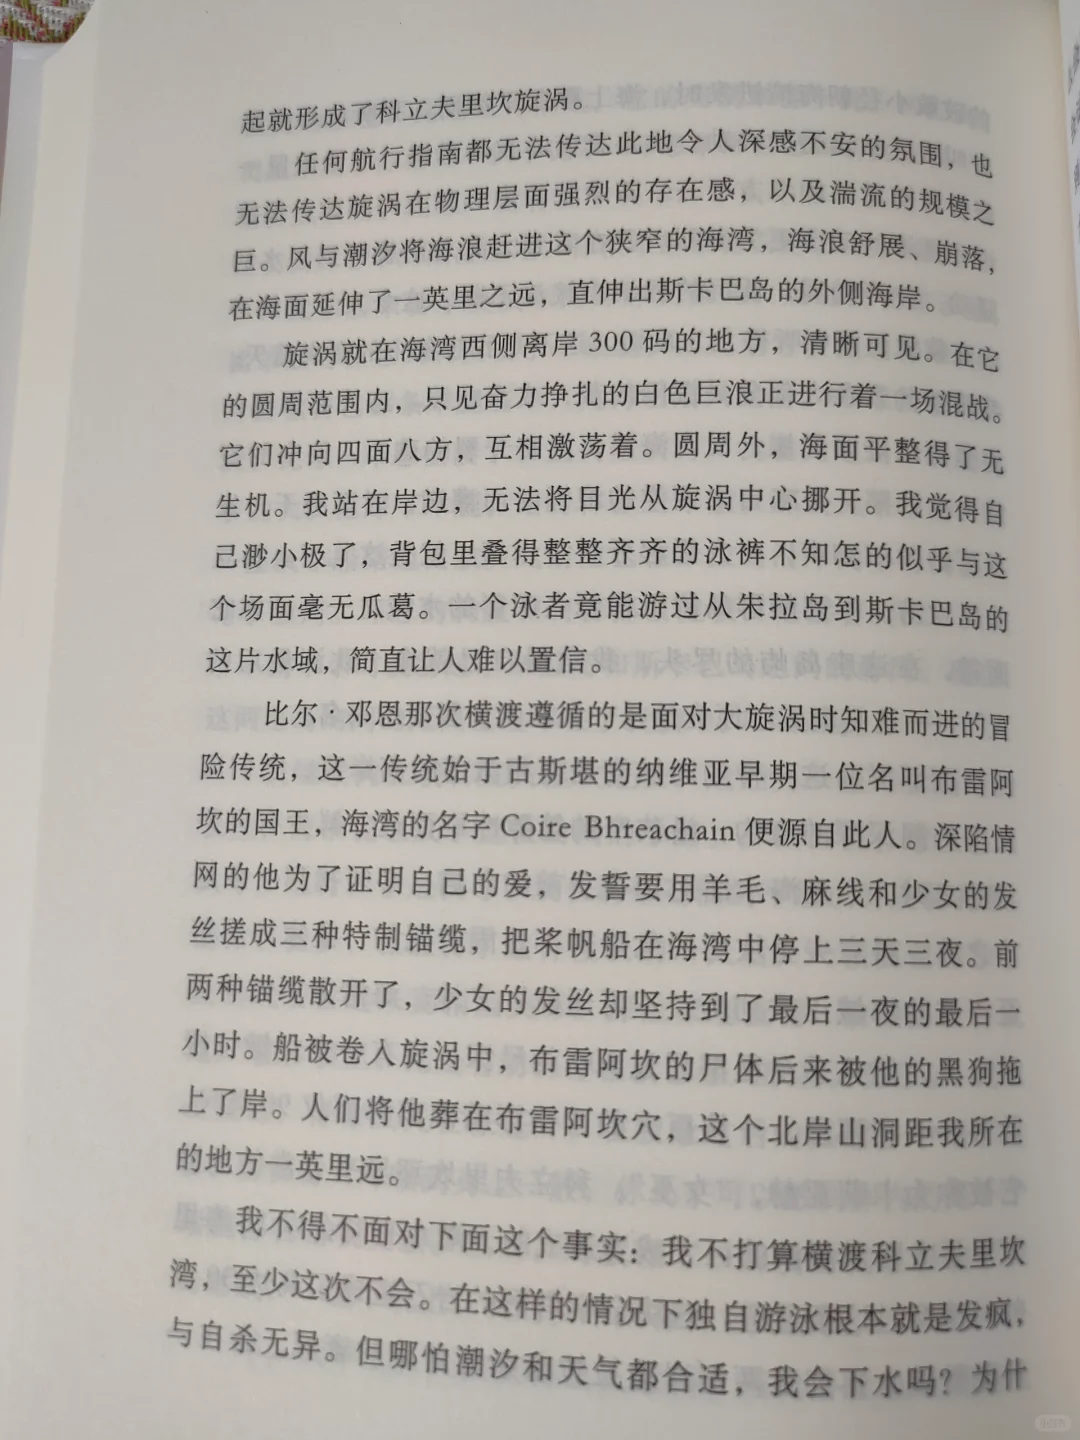 起就形成了科立夫里坎旋涡。
任何航行指南都无法传达此地令人深感不安的氛围，也
无法传达旋涡在物理层面强烈的存在感，以及湍流的规模之
巨。风与潮汐将海浪赶进这个狭窄的海湾，海浪舒展、崩落，
在海面延伸了一英里之远，直伸出斯卡巴岛的外侧海岸。
旋涡就在海湾西侧离岸 300 码的地方，清晰可见。在它
的圆周范围内，只见奋力挣扎的白色巨浪正进行着一场混战。
它们冲向四面八方，互相激荡着。圆周外，海面平整得了无
生机。我站在岸边，无法将目光从旋涡中心挪开。我觉得自
己渺小极了，背包里叠得整整齐齐的泳裤不知怎的似乎与这
个场面毫无瓜葛。一个泳者竟能游过从朱拉岛到斯卡巴岛的
这片水域，简直让人难以置信。
比尔·邓恩那次横渡遵循的是面对大旋涡时知难而进的冒
险传统，这一传统始于古斯堪的纳维亚早期一位名叫布雷阿
坎的国王，海湾的名字 Coire Bhreachain 便源自此人。深陷情
网的他为了证明自己的爱，发誓要用羊毛、麻线和少女的发
丝搓成三种特制锚缆，把桨帆船在海湾中停上三天三夜。前
两种锚缆散开了，少女的发丝却坚持到了最后一夜的最后一
小时。船被卷入旋涡中，布雷阿坎的尸体后来被他的黑狗拖
上了岸。人们将他葬在布雷阿坎穴，这个北岸山洞距我所在
的地方一英里远。
我不得不面对下面这个事实：我不打算横渡科立夫里坎
湾，至少这次不会。在这样的情况下独自游泳根本就是发疯，
与自杀无异。但哪怕潮汐和天气都合适，我会下水吗？为什